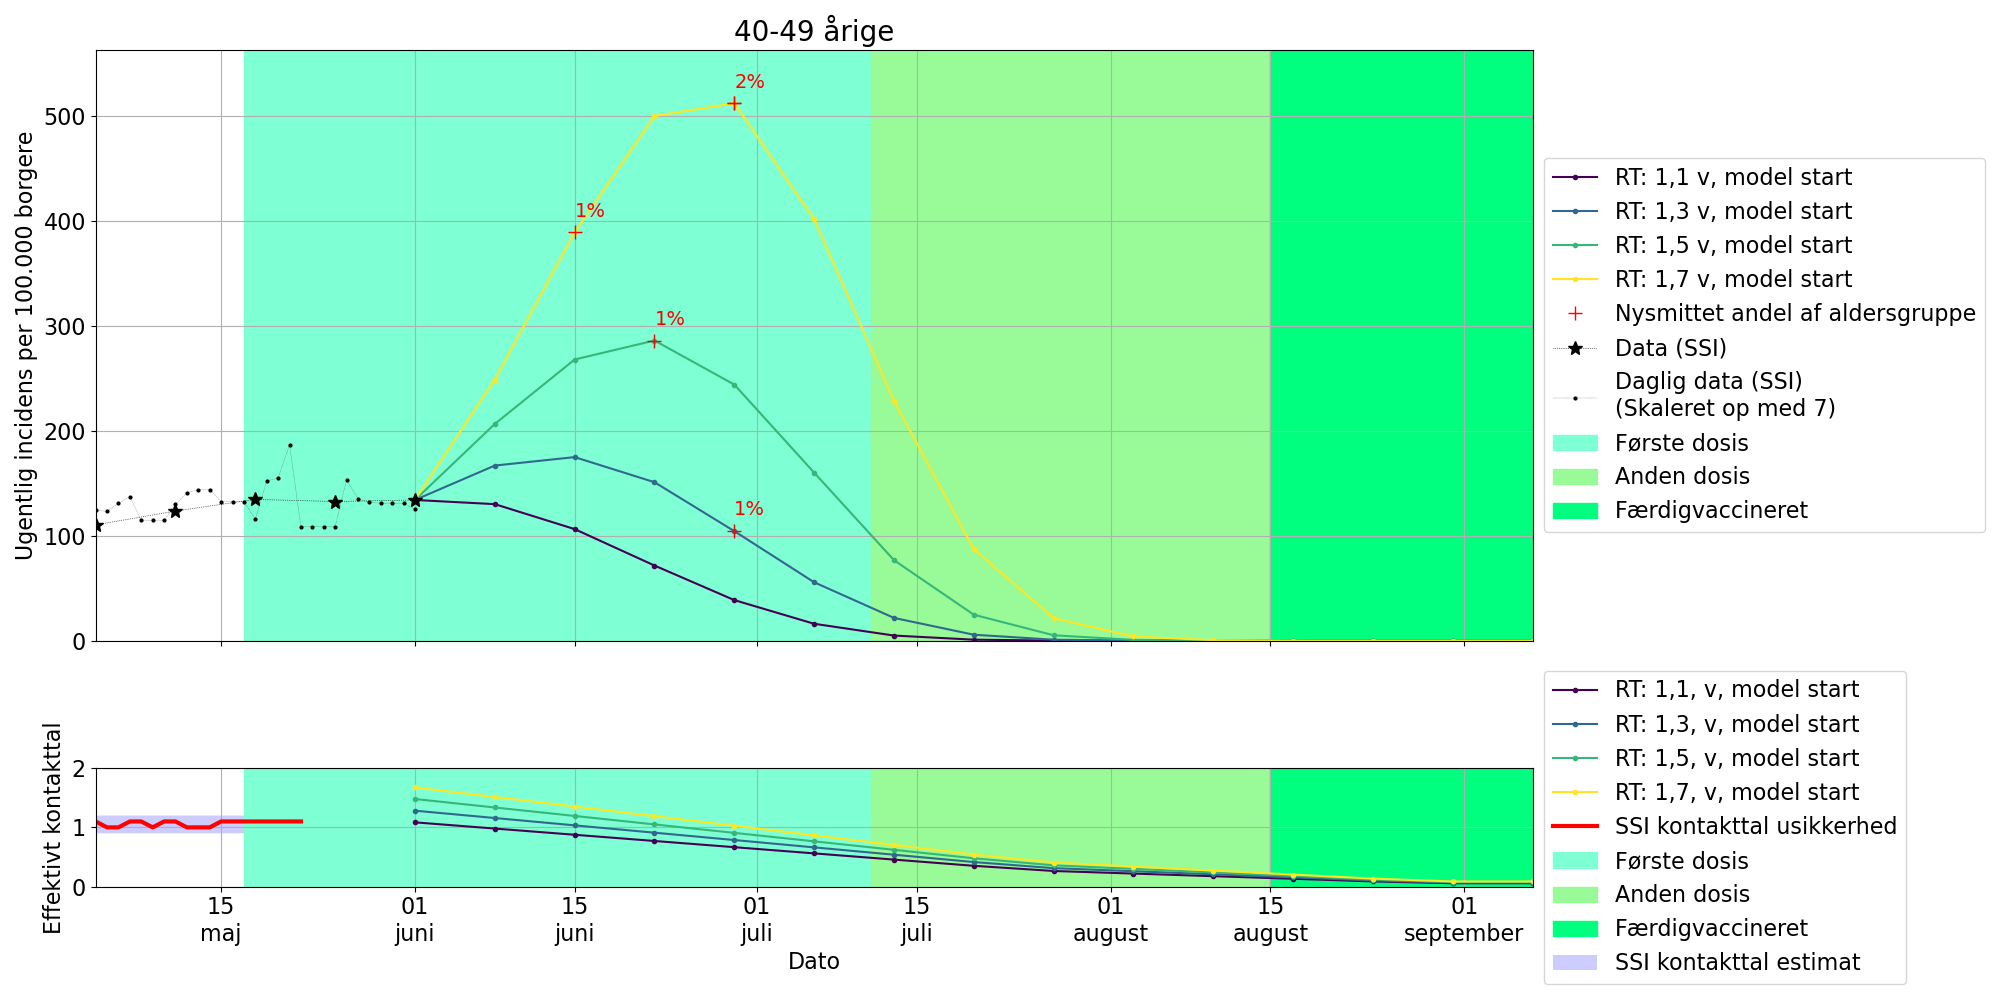 40-49 årige
Ugentlig incidens per 100.000 borgere
500
400
300
200
100
0
2%
1%
1%
1%
RT: 1,1 v, model start
RT: 1,3 v, model start
RT: 1,5 v, model start
RT: 1,7 v, model start
Nysmittet andel af aldersgruppe
Data (SSI)
Daglig data (SSI)
(Skaleret op med 7)
Første dosis
Anden dosis
Færdigvaccineret
Effektivt kontakttal
2
1
0
15
maj
01
juni
15
juni
01
juli
15
juli
01
august
15
august
01
september
Dato
RT: 1,1, v, model start
RT: 1,3, v, model start
RT: 1,5, v, model start
RT: 1,7, v, model start
SSI kontakttal usikkerhed
Første dosis
Anden dosis
Færdigvaccineret
SSI kontakttal estimat